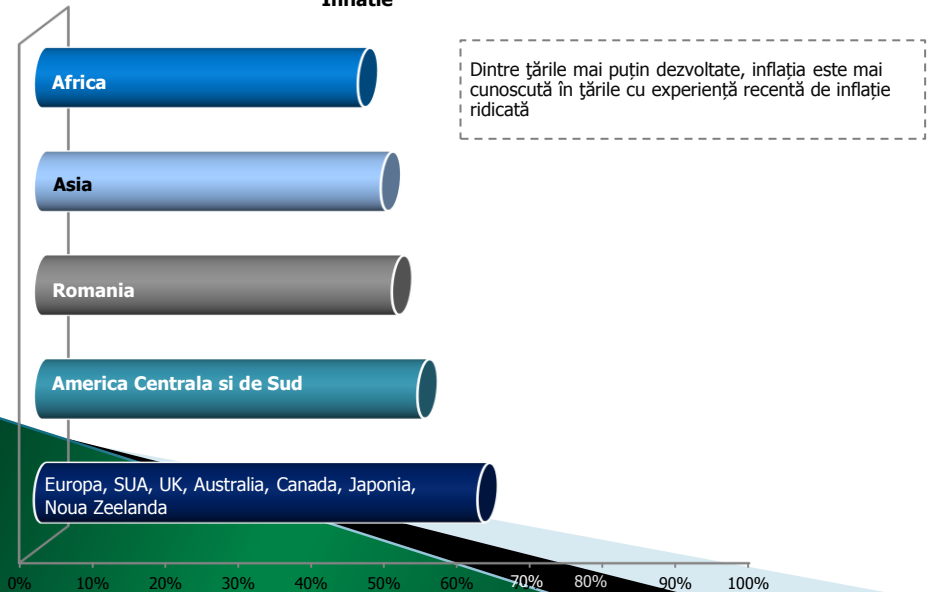 Inflatie
Africa
Dintre ţările mai puțin dezvoltate, inflația este mai
cunoscută în ţările cu experiență recentă de inflație
ridicată
Asia
Romania
America Centrala si de Sud
Europa, SUA, UK, Australia, Canada, Japonia,
Noua Zeelanda
0% 10% 20% 30% 40% 50% 60% 70% 80% 90% 100%